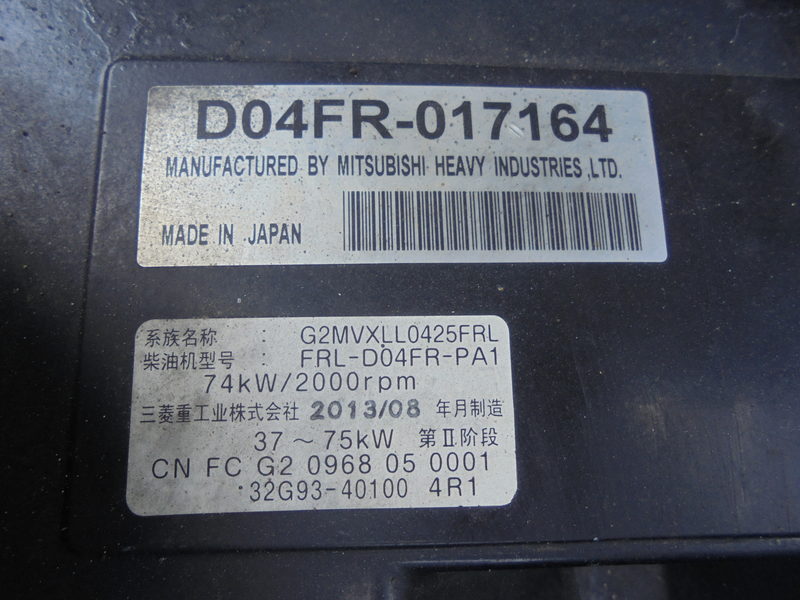 D04FR-017164
MANUFACTURED BY MITSUBISHI HEAVY INDUSTRIES,LTD.
MADE IN JAPAN
系族名称 : G2MVXLL0425FRL
柴油机型号 : FRL-D04FR-PA1
74kW/2000rpm
三菱重工业株式会社 2013/08 年月制造
37～75kW 第Ⅱ阶段
CN FC G2 0968 05 0001
32G93-40100 4R1